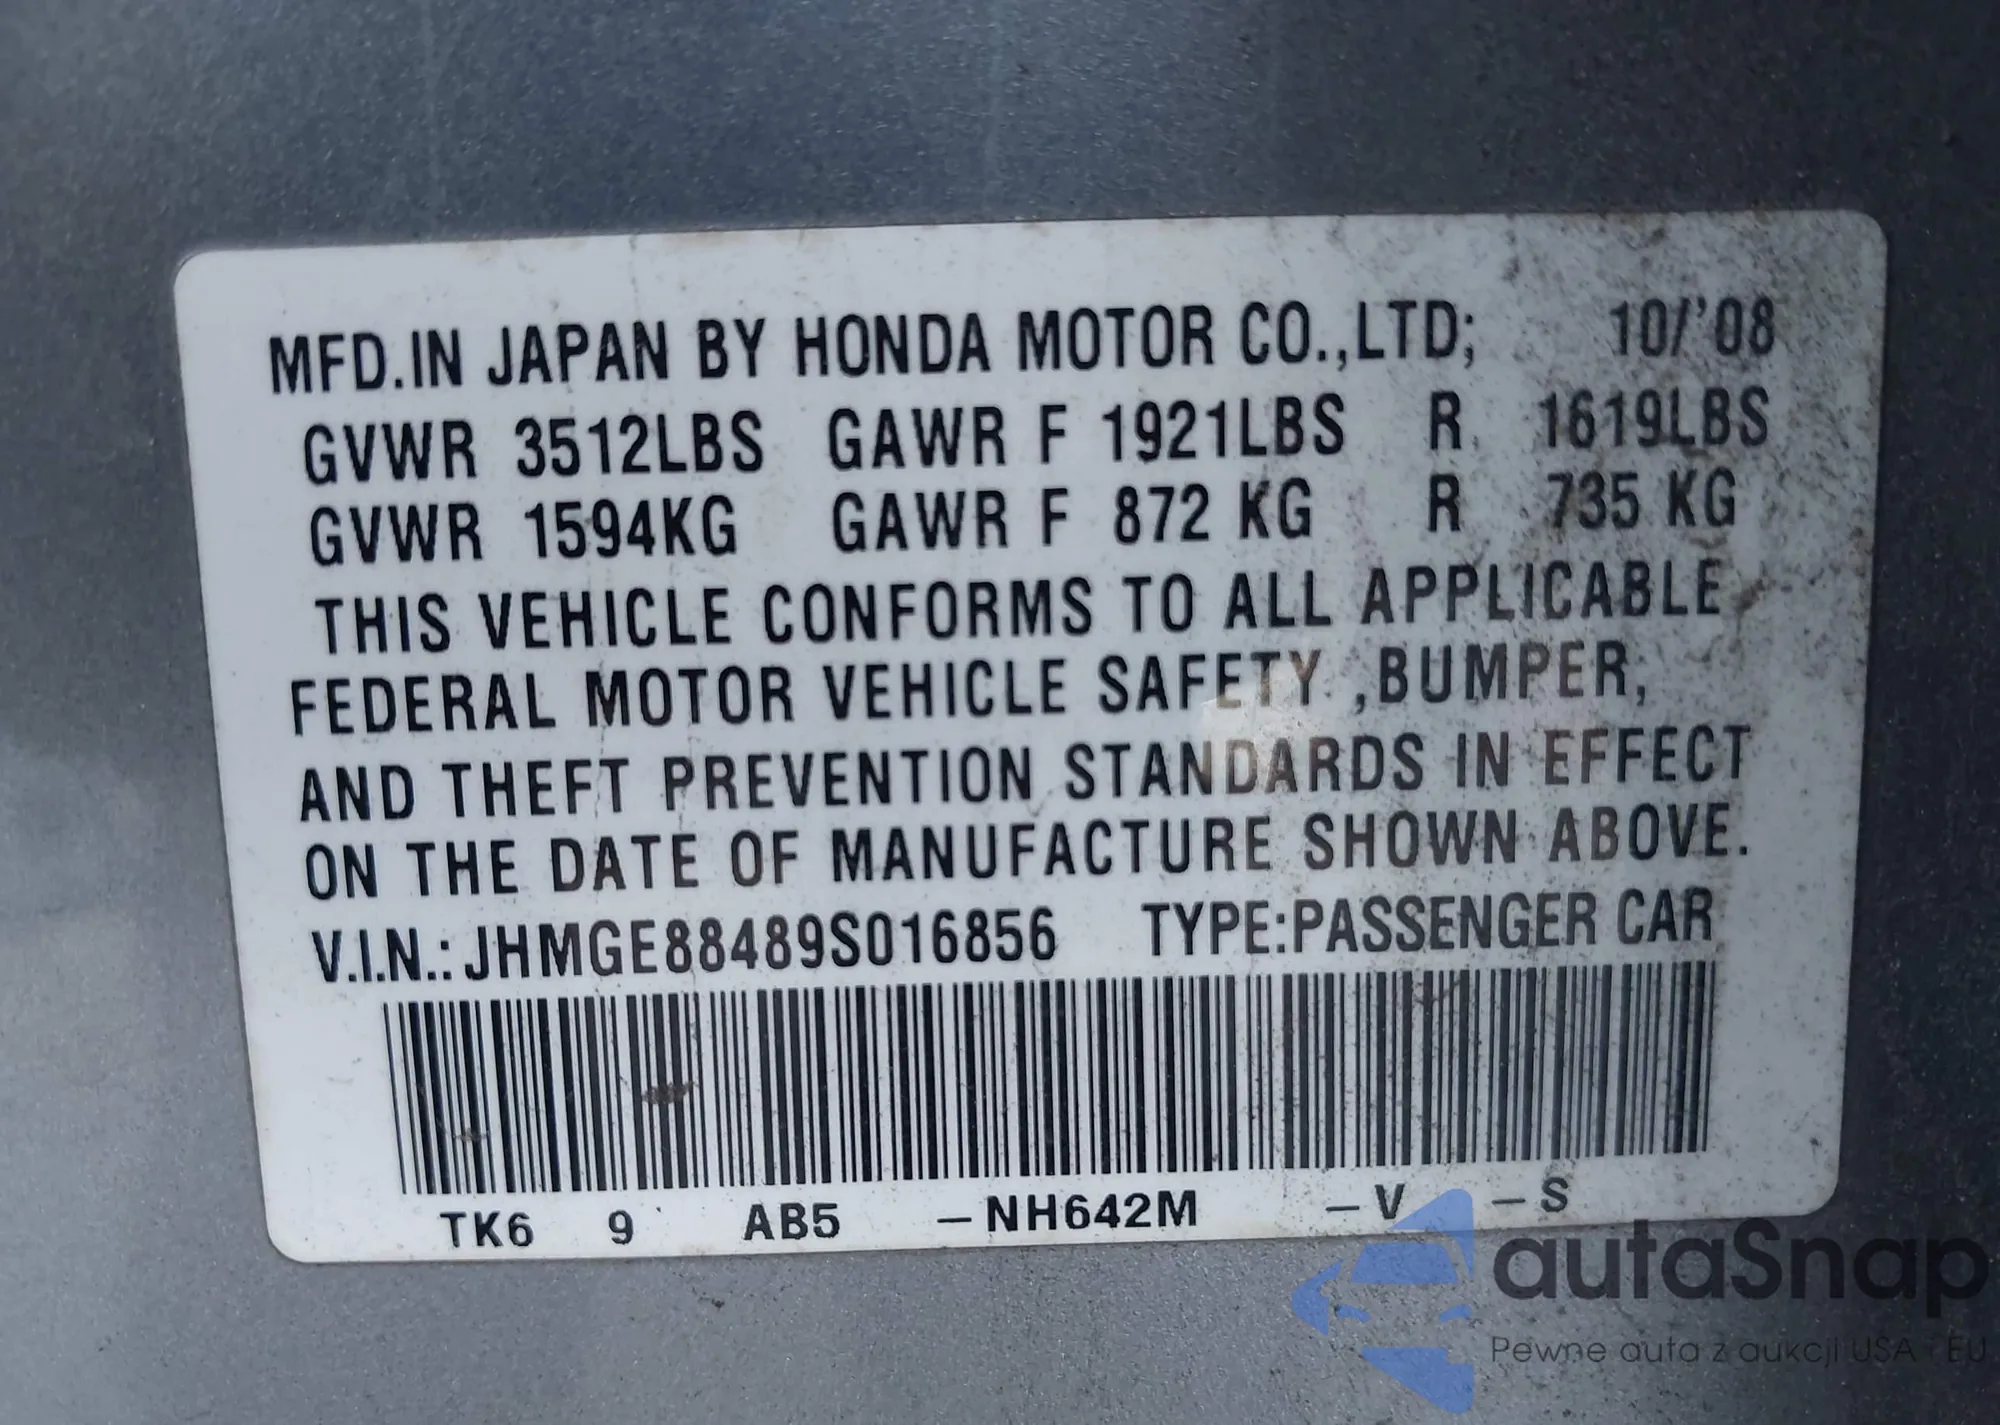 MFD.IN JAPAN BY HONDA MOTOR CO.,LTD; 10/'08
GVWR 3512LBS GAWR F 1921LBS R 1619LBS
GVWR 1594KG GAWR F 872 KG R 735 KG
THIS VEHICLE CONFORMS TO ALL APPLICABLE
FEDERAL MOTOR VEHICLE SAFETY ,BUMPER,
AND THEFT PREVENTION STANDARDS IN EFFECT
ON THE DATE OF MANUFACTURE SHOWN ABOVE.
V.I.N.: JHMGE88489S016856 TYPE:PASSENGER CAR
TK6 9 AB5 –NH642M –V –S
autaSnap
Pewne auta z aukcji USA i EU